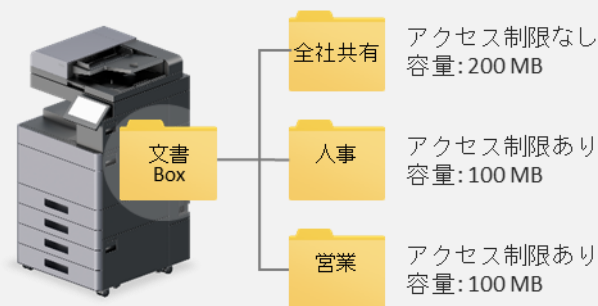 全社共有
アクセス制限なし
容量: 200 MB
文書
Box
人事
アクセス制限あり
容量: 100 MB
営業
アクセス制限あり
容量: 100 MB